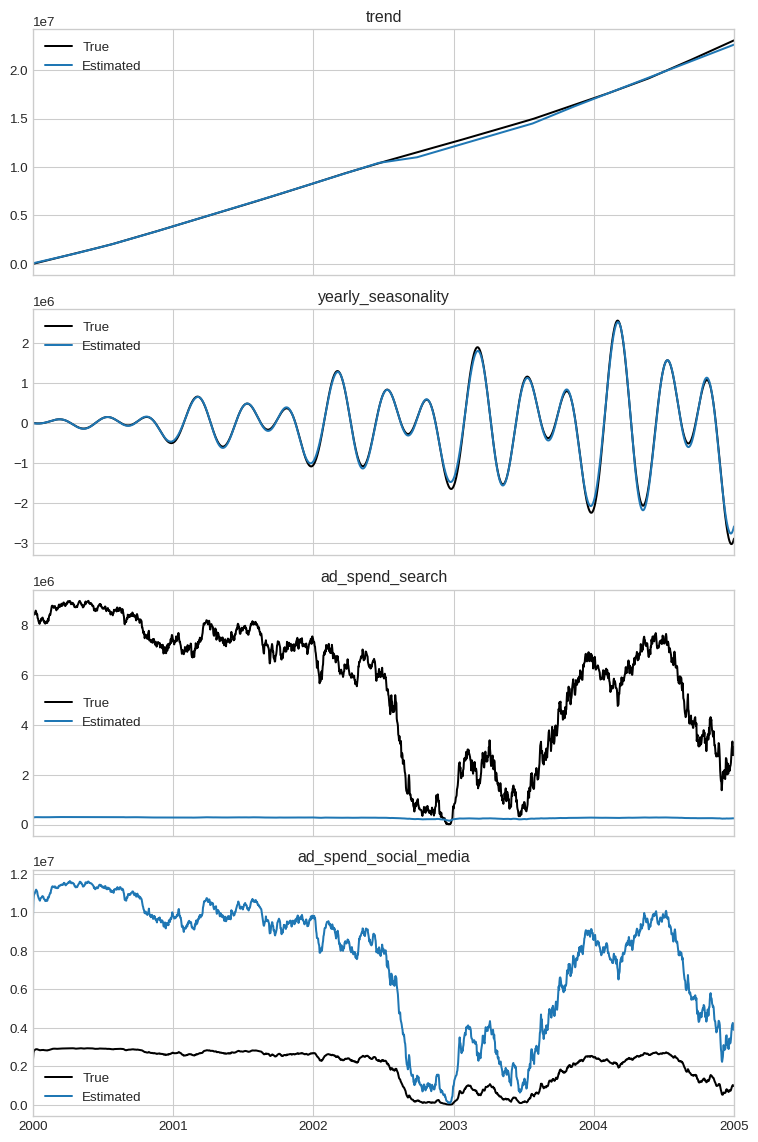 trend
1e7
True
Estimated
2.0
1.5
1.0
0.5
0.0
yearly_seasonality
1e6
True
Estimated
2
1
0
−1
−2
−3
ad_spend_search
1e6
8
6
True
Estimated
4
2
0
ad_spend_social_media
1e7
1.2
1.0
0.8
0.6
0.4
0.2
True
Estimated
0.0
2000 2001 2002 2003 2004 2005